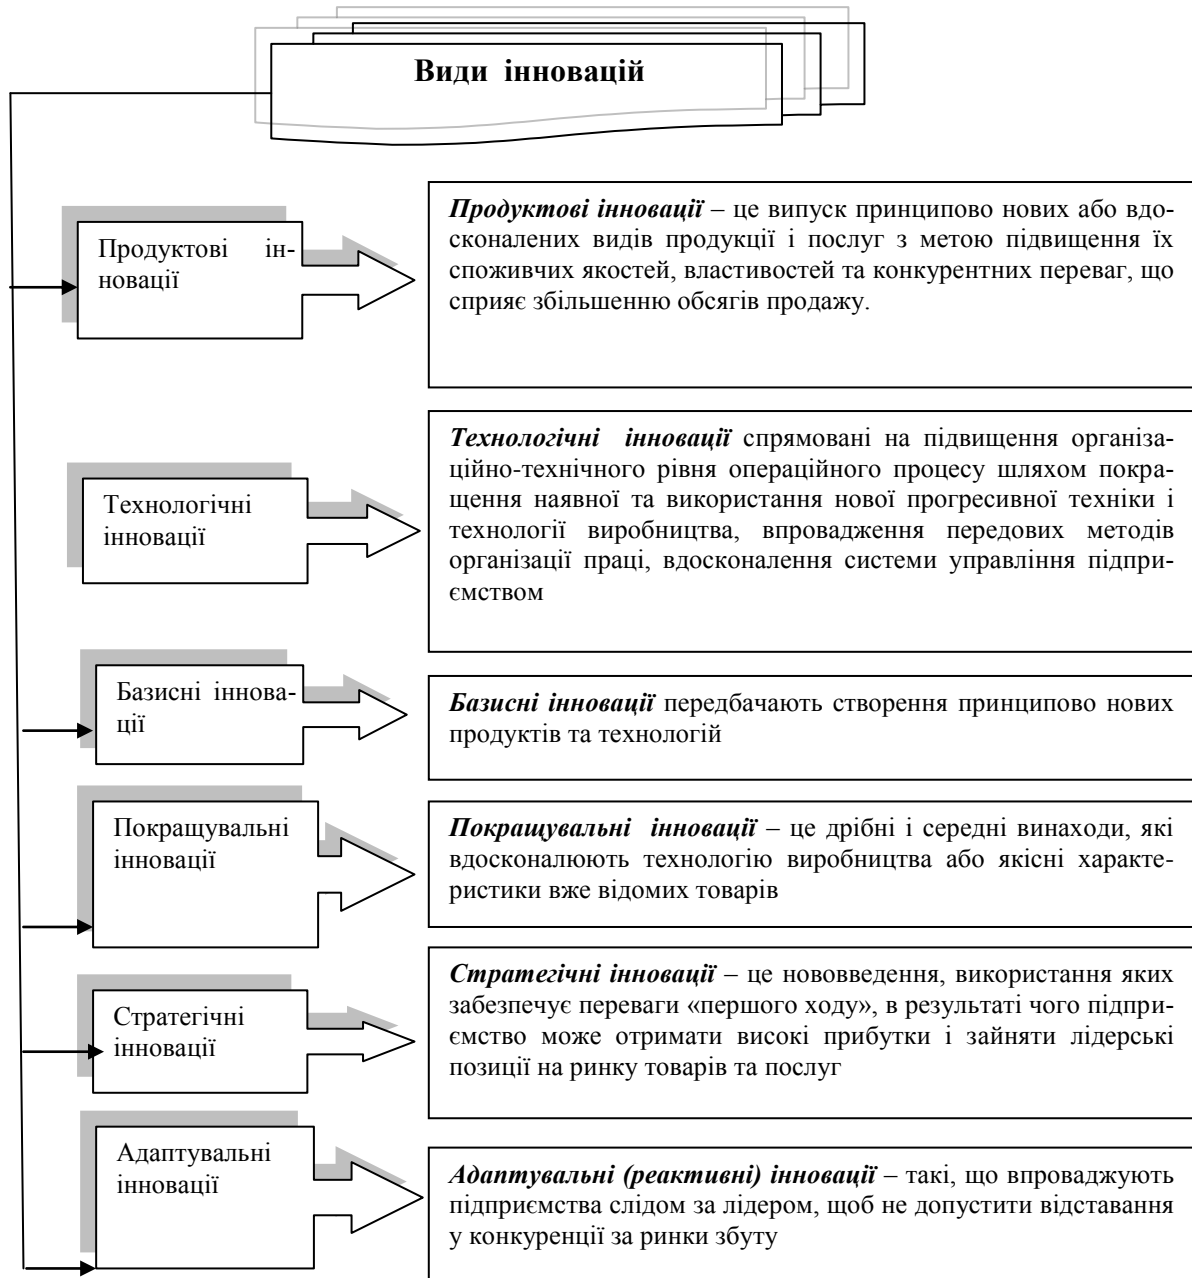 Види інновацій
Продуктові ін-
новації
Продуктові інновації – це випуск принципово нових або вдо-
сконалених видів продукції і послуг з метою підвищення їх
споживчих якостей, властивостей та конкурентних переваг, що
сприяє збільшенню обсягів продажу.
Технологічні
інновації
Технологічні інновації спрямовані на підвищення організа-
ційно-технічного рівня операційного процесу шляхом покра-
щення наявної та використання нової прогресивної техніки і
технології виробництва, впровадження передових методів
організації праці, вдосконалення системи управління підпри-
ємством
Базисні іннова-
ції
Базисні інновації передбачають створення принципово нових
продуктів та технологій
Покращувальні
інновації
Покращувальні інновації – це дрібні і середні винаходи, які
вдосконалюють технологію виробництва або якісні характе-
ристики вже відомих товарів
Стратегічні
інновації
Стратегічні інновації – це нововведення, використання яких
забезпечує переваги «першого ходу», в результаті чого підпри-
ємство може отримати високі прибутки і зайняти лідерські
позиції на ринку товарів та послуг
Адаптувальні
інновації
Адаптувальні (реактивні) інновації – такі, що впроваджують
підприємства слідом за лідером, щоб не допустити відставання
у конкуренції за ринки збуту